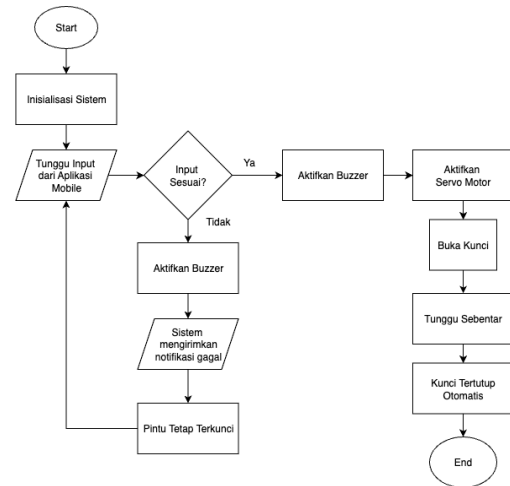 Start
Inisialisasi Sistem
Tunggu Input
dari Aplikasi
Mobile
Input
Sesuai?
Ya
Aktifkan Buzzer
Aktifkan
Servo Motor
Buka Kunci
Tunggu Sebentar
Kunci Tertutup
Otomatis
End
Tidak
Aktifkan Buzzer
Sistem
mengirimkan
notifikasi gagal
Pintu Tetap Terkunci